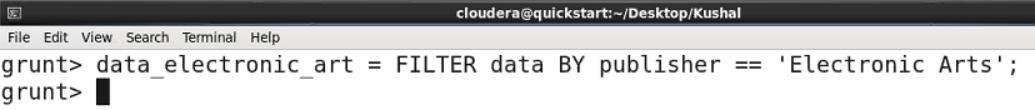 cloudera@quickstart:~/Desktop/Kushal
File Edit View Search Terminal Help
grunt> data_electronic_art = FILTER data BY publisher == 'Electronic Arts';
grunt>